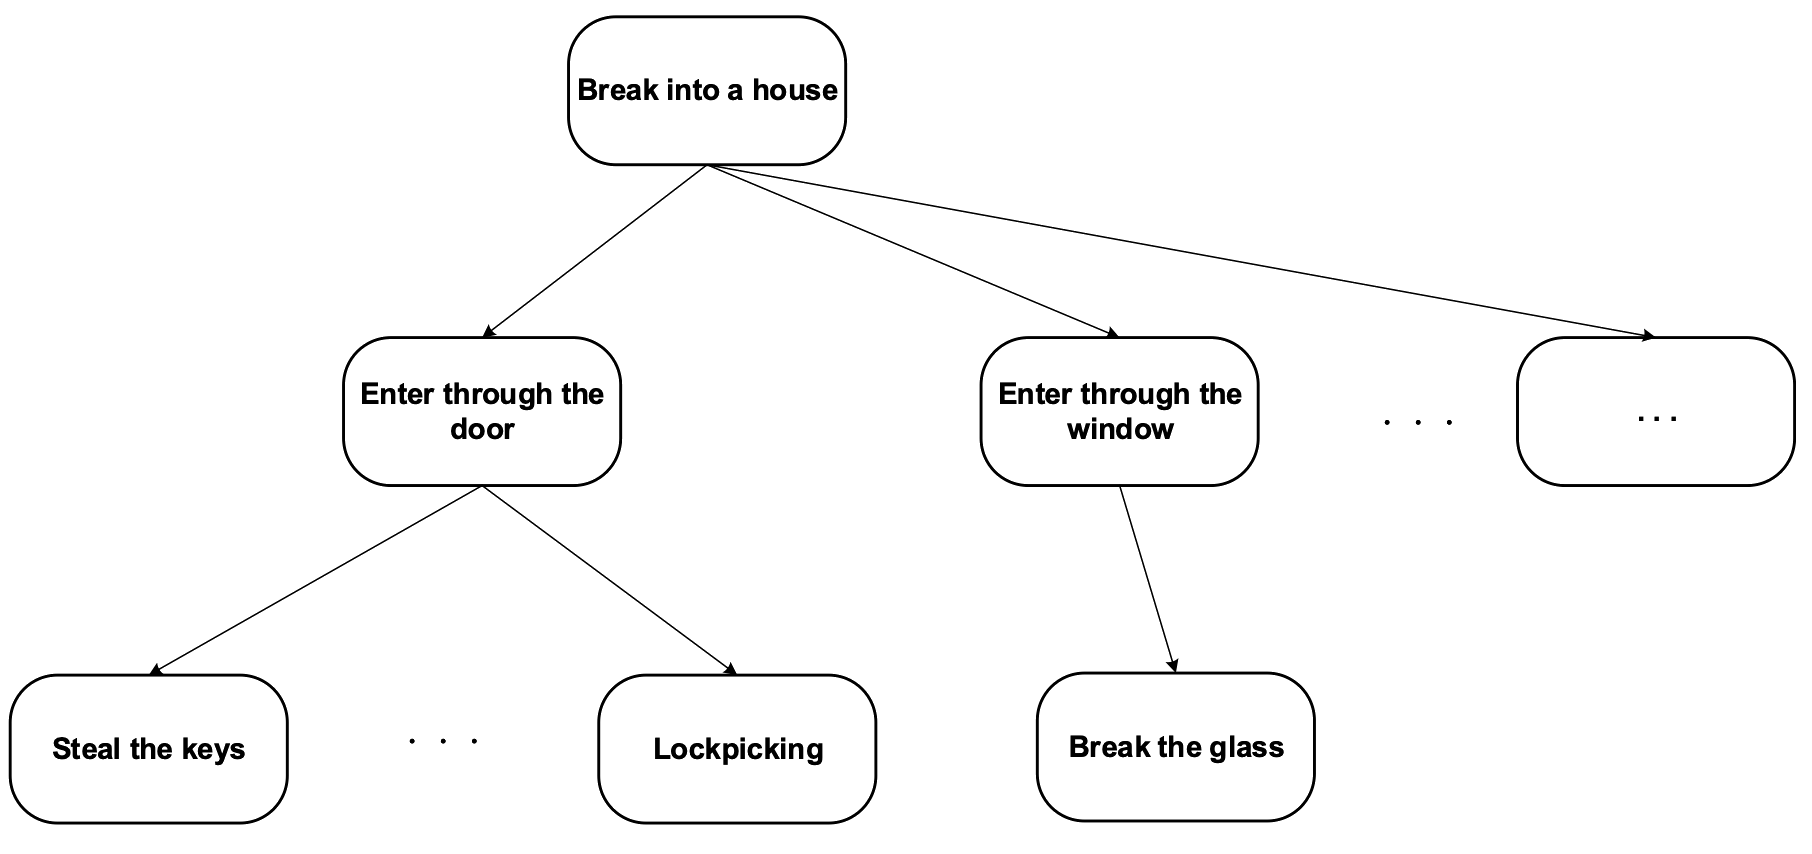 Break into a house
Enter through the
door
Enter through the
window
. . .
...
Steal the keys
. . .
Lockpicking
Break the glass